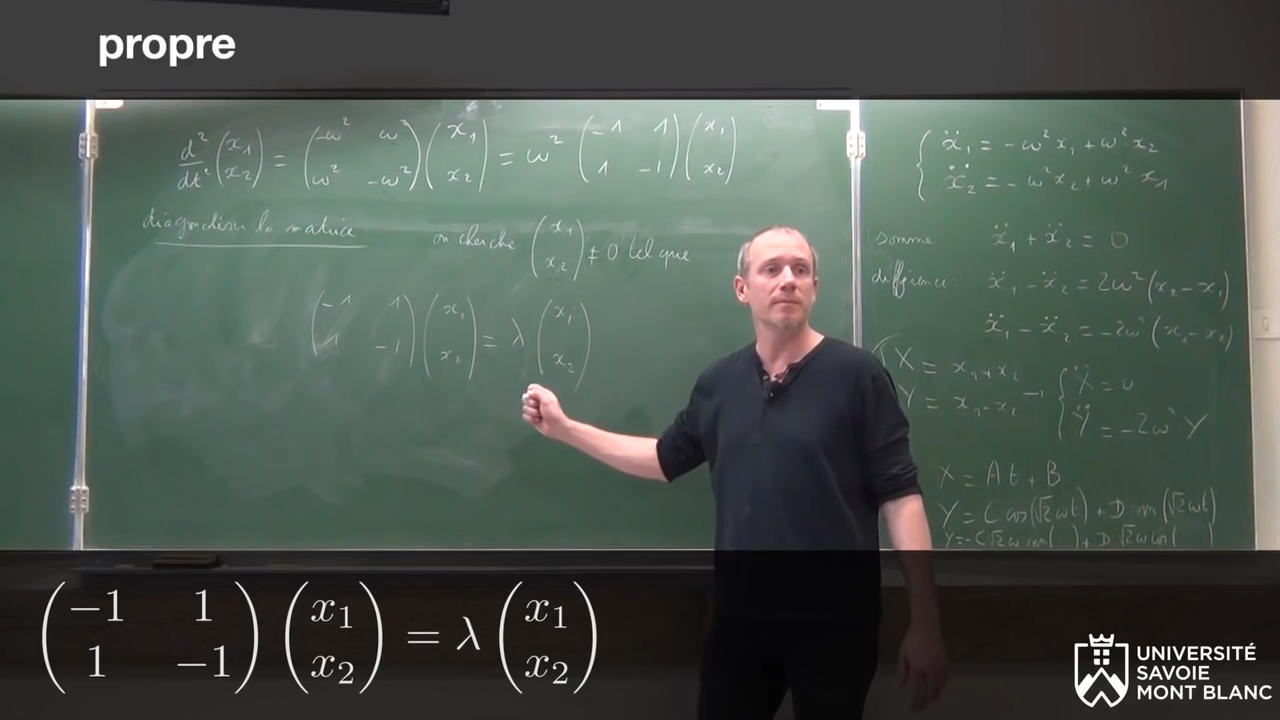 propre
d²/dt² (x₁ x₂) = (-ω² ω² ; ω² -ω²) (x₁ ; x₂) = ω² (-1 1 ; 1 -1) (x₁ ; x₂)
diagonaliser la matrice
on cherche (x₁ ; x₂) ≠ 0 tel que
(-1 1 ; 1 -1) (x₁ ; x₂) = λ (x₁ ; x₂)
ẍ₁ = -ω² x₁ + ω² x₂
ẍ₂ = -ω² x₂ + ω² x₁
somme ẍ₁ + ẍ₂ = 0
différence: ẍ₁ - ẍ₂ = 2ω² (x₂ - x₁)
ẍ₁ - ẍ₂ = -2ω² (x₁ - x₂)
X = x₁ + x₂
Y = x₁ - x₂
→ Ẍ = 0
Ÿ = -2ω² Y
X = At + B
Y = C cos(√2 ωt) + D sin(√2 ωt)
Ẏ = -C√2 ω sin( ) + D √2 ω cos( )
(-1 1 ; 1 -1) (x₁ ; x₂) = λ (x₁ ; x₂)
UNIVERSITÉ
SAVOIE
MONT BLANC